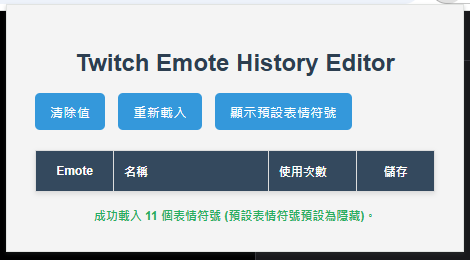 Twitch Emote History Editor
清除值 重新載入 顯示預設表情符號
Emote 名稱 使用次數 儲存
成功載入 11 個表情符號 (預設表情符號預設為隱藏)。